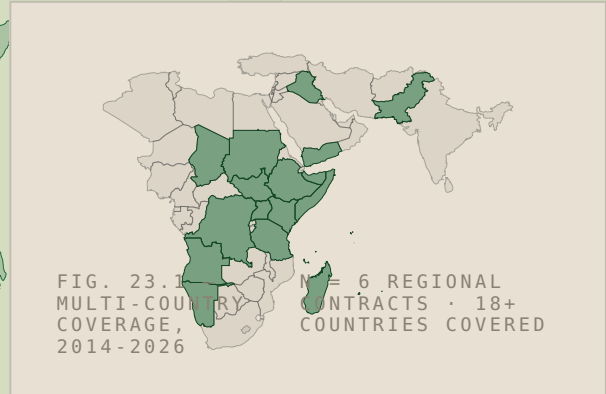 FIG. 23.1 —
MULTI-COUNTRY
COVERAGE,
2014-2026
N = 6 REGIONAL
CONTRACTS · 18+
COUNTRIES COVERED